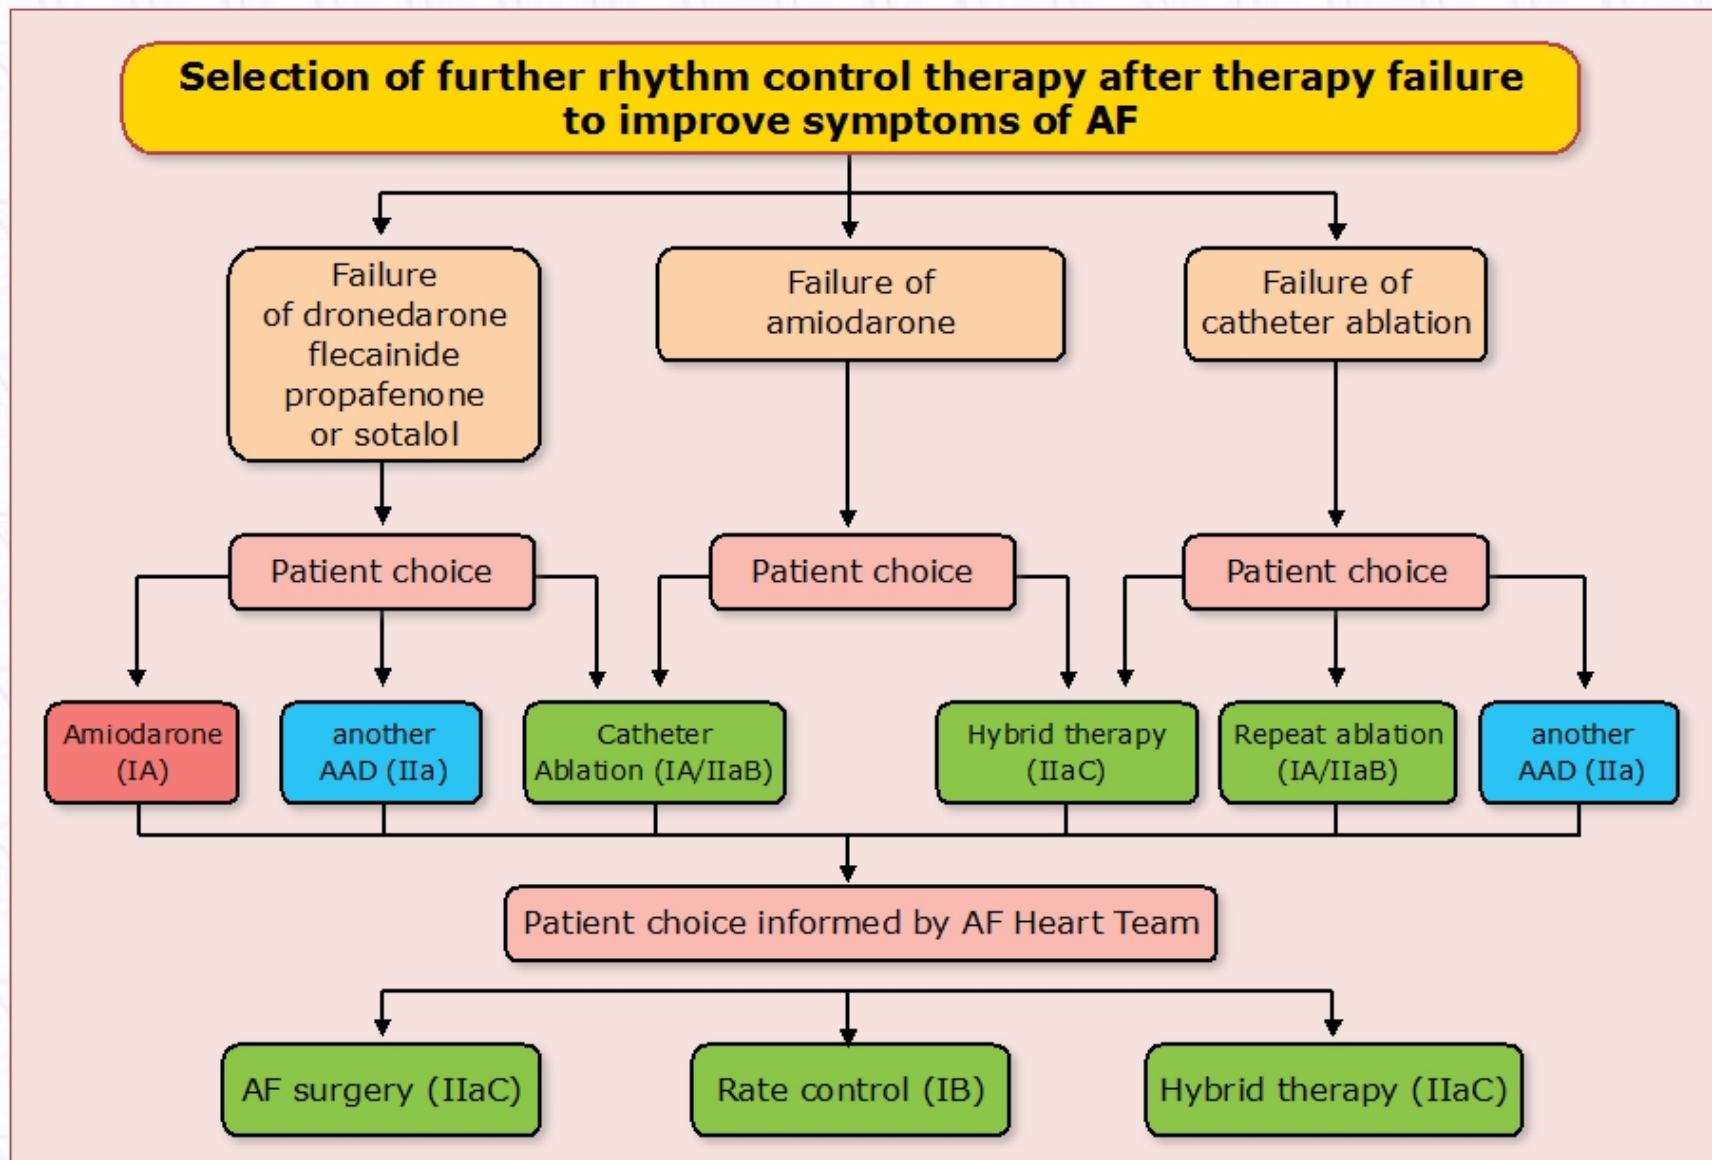 Selection of further rhythm control therapy after therapy failure
to improve symptoms of AF
Failure
of dronedarone
flecainide
propafenone
or sotalol
Failure of
amiodarone
Failure of
catheter ablation
Patient choice
Patient choice
Patient choice
Amiodarone
(IA)
another
AAD (IIa)
Catheter
Ablation (IA/IIaB)
Hybrid therapy
(IIaC)
Repeat ablation
(IA/IIaB)
another
AAD (IIa)
Patient choice informed by AF Heart Team
AF surgery (IIaC)
Rate control (IB)
Hybrid therapy (IIaC)